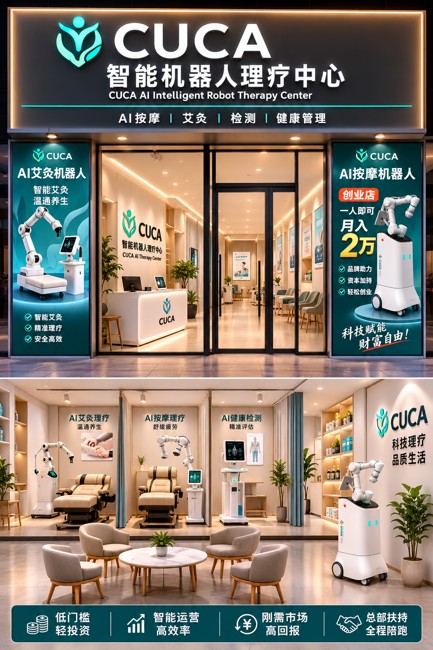 CUCA
智能机器人理疗中心
CUCA AI Intelligent Robot Therapy Center
AI按摩 | 艾灸 | 检测 | 健康管理
CUCA
AI艾灸机器人
智能艾灸
温通养生
智能艾灸
精准理疗
安全高效
CUCA
智能机器人理疗中心
CUCA AI Therapy Center
CUCA
CUCA
AI按摩机器人
创业店
一人即可
月入
2万
品牌助力
资本加持
轻松创业
科技赋能
财富自由!
AI艾灸理疗
温通养生
AI按摩理疗
舒缓疲劳
AI健康检测
精准评估
CUCA
科技理疗
品质生活
低门槛
轻投资
智能运营
高效率
刚需市场
高回报
总部扶持
全程陪跑